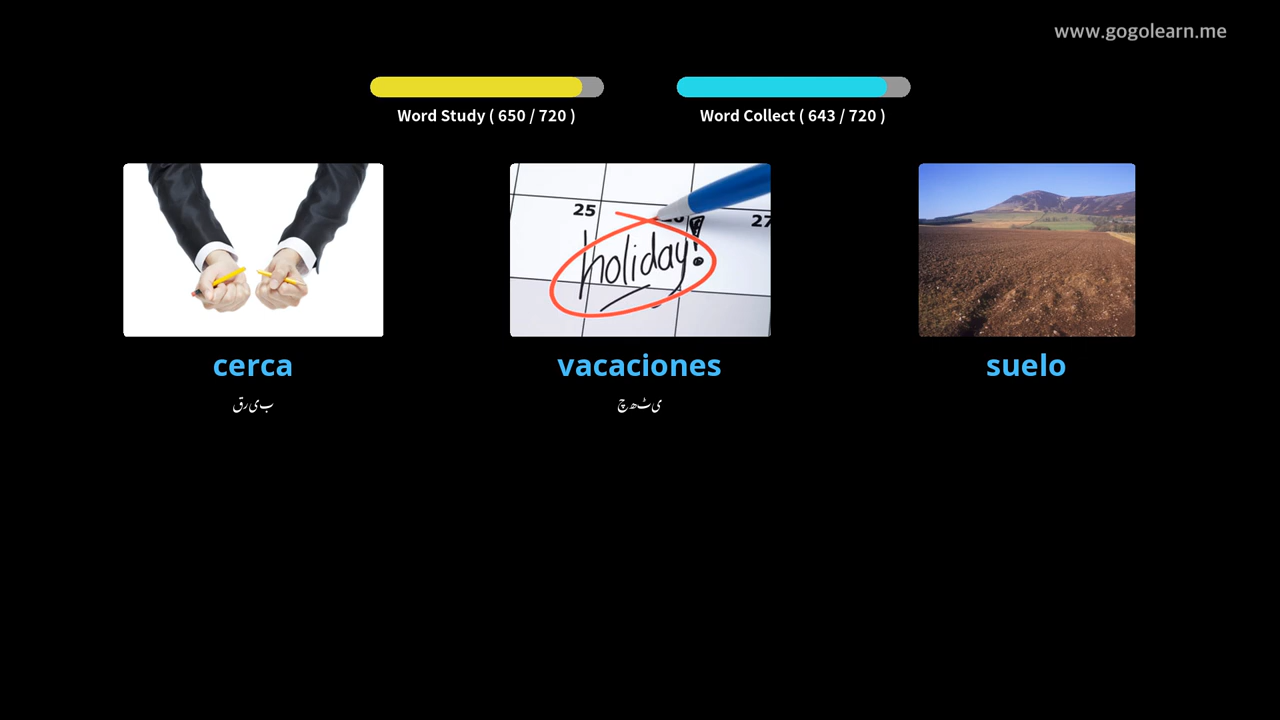 www.gogolearn.me
Word Study ( 650 / 720 )
Word Collect ( 643 / 720 )
25
27
holiday!
cerca
vacaciones
suelo
قریب
چھٹی